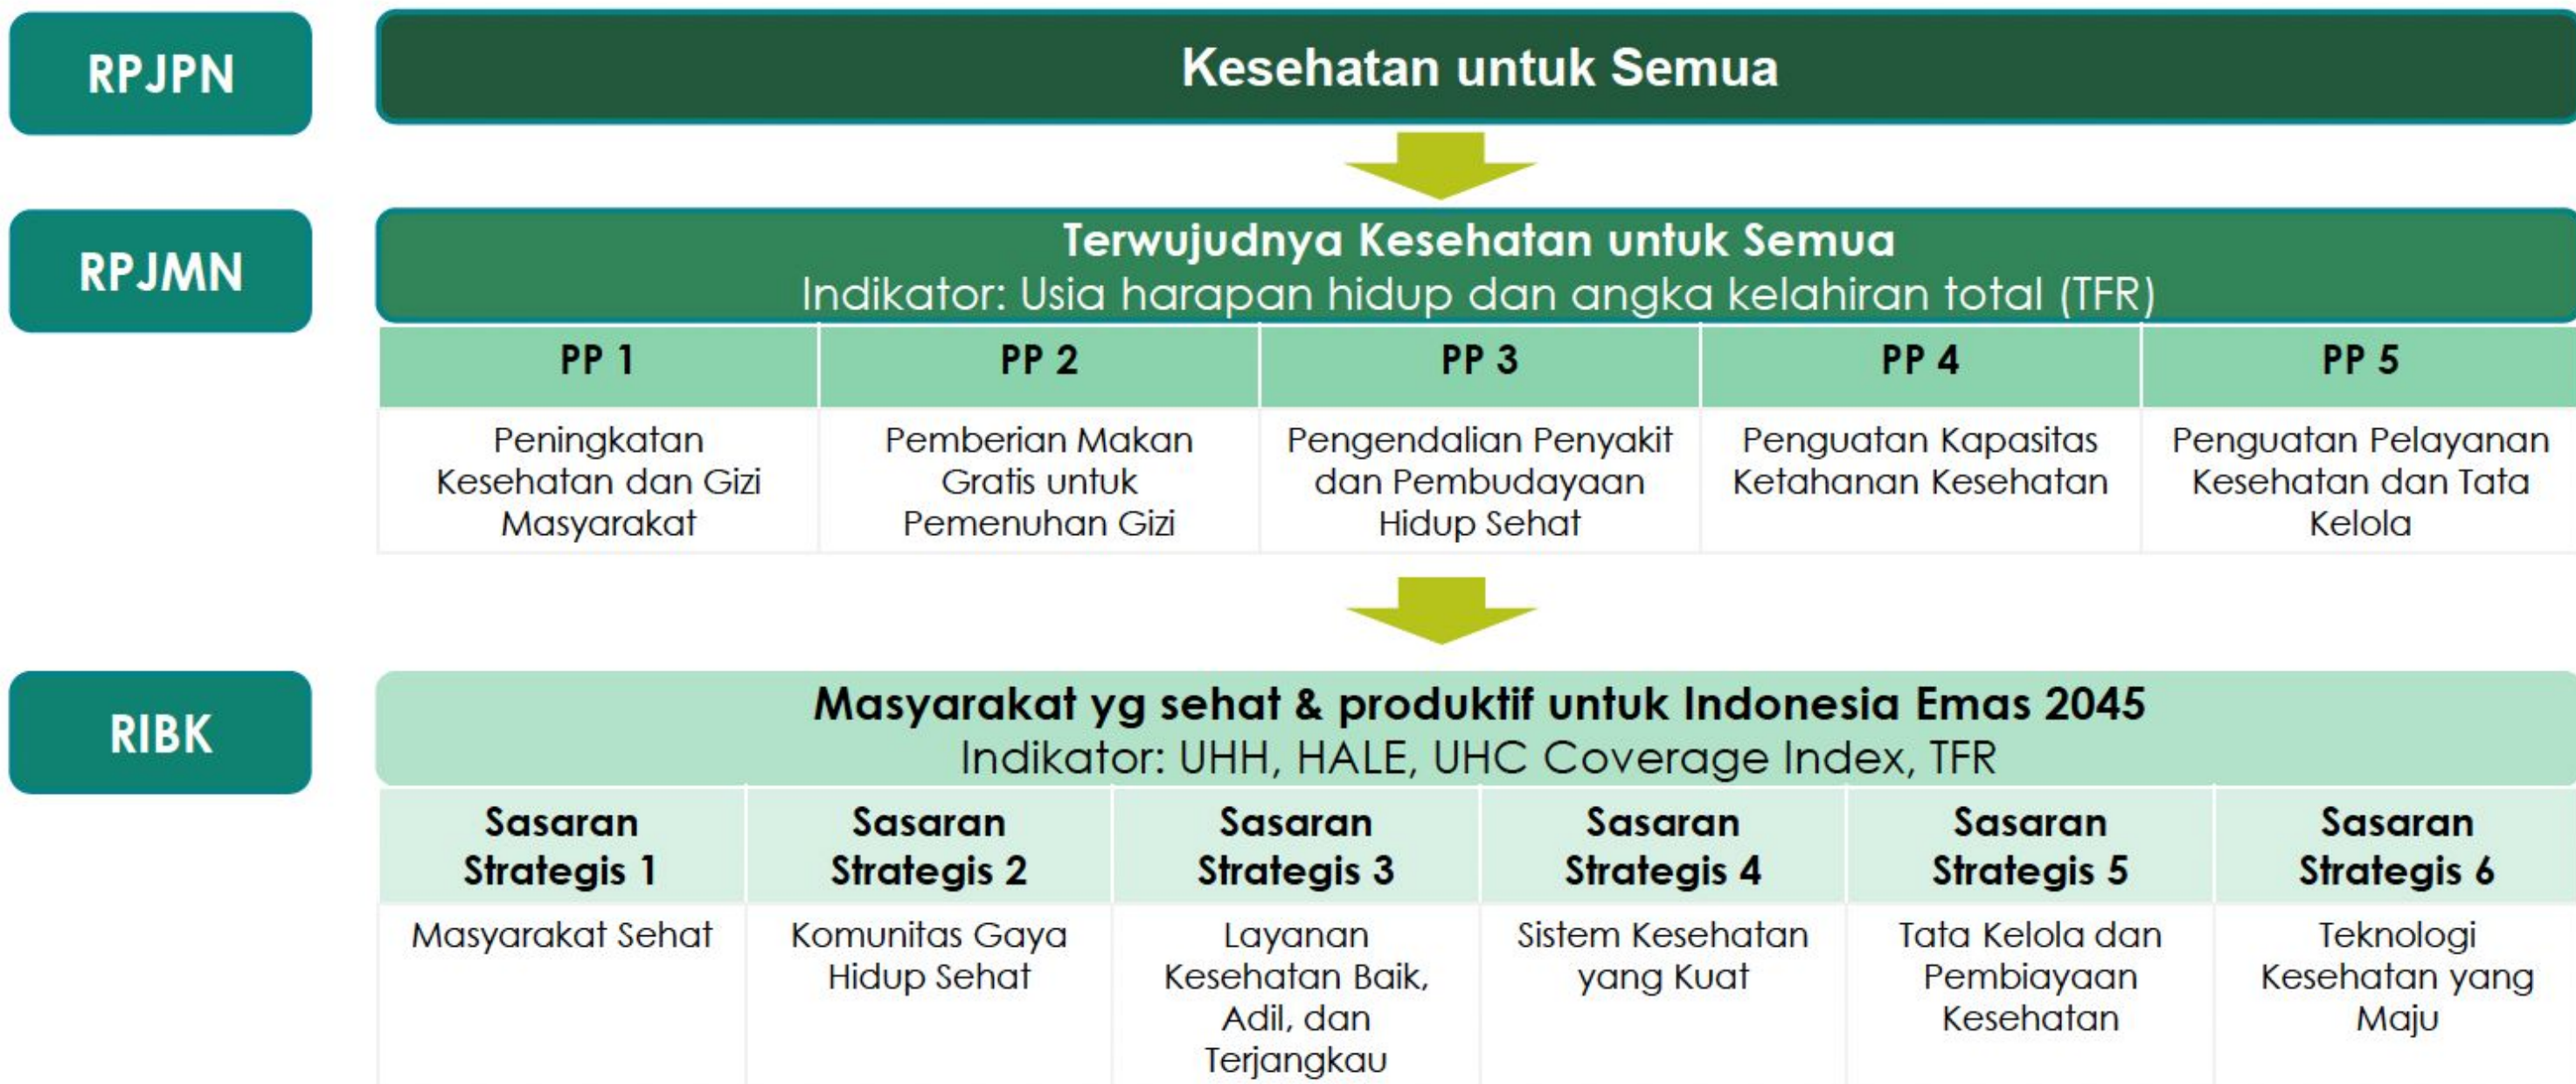 RPJPN
Kesehatan untuk Semua
RPJMN
Terwujudnya Kesehatan untuk Semua
Indikator: Usia harapan hidup dan angka kelahiran total (TFR)
PP 1
PP 2
PP 3
PP 4
PP 5
Peningkatan
Kesehatan dan Gizi
Masyarakat
Pemberian Makan
Gratis untuk
Pemenuhan Gizi
Pengendalian Penyakit
dan Pembudayaan
Hidup Sehat
Penguatan Kapasitas
Ketahanan Kesehatan
Penguatan Pelayanan
Kesehatan dan Tata
Kelola
RIBK
Masyarakat yg sehat & produktif untuk Indonesia Emas 2045
Indikator: UHH, HALE, UHC Coverage Index, TFR
Sasaran
Strategis 1
Sasaran
Strategis 2
Sasaran
Strategis 3
Sasaran
Strategis 4
Sasaran
Strategis 5
Sasaran
Strategis 6
Masyarakat Sehat
Komunitas Gaya
Hidup Sehat
Layanan
Kesehatan Baik,
Adil, dan
Terjangkau
Sistem Kesehatan
yang Kuat
Tata Kelola dan
Pembiayaan
Kesehatan
Teknologi
Kesehatan yang
Maju